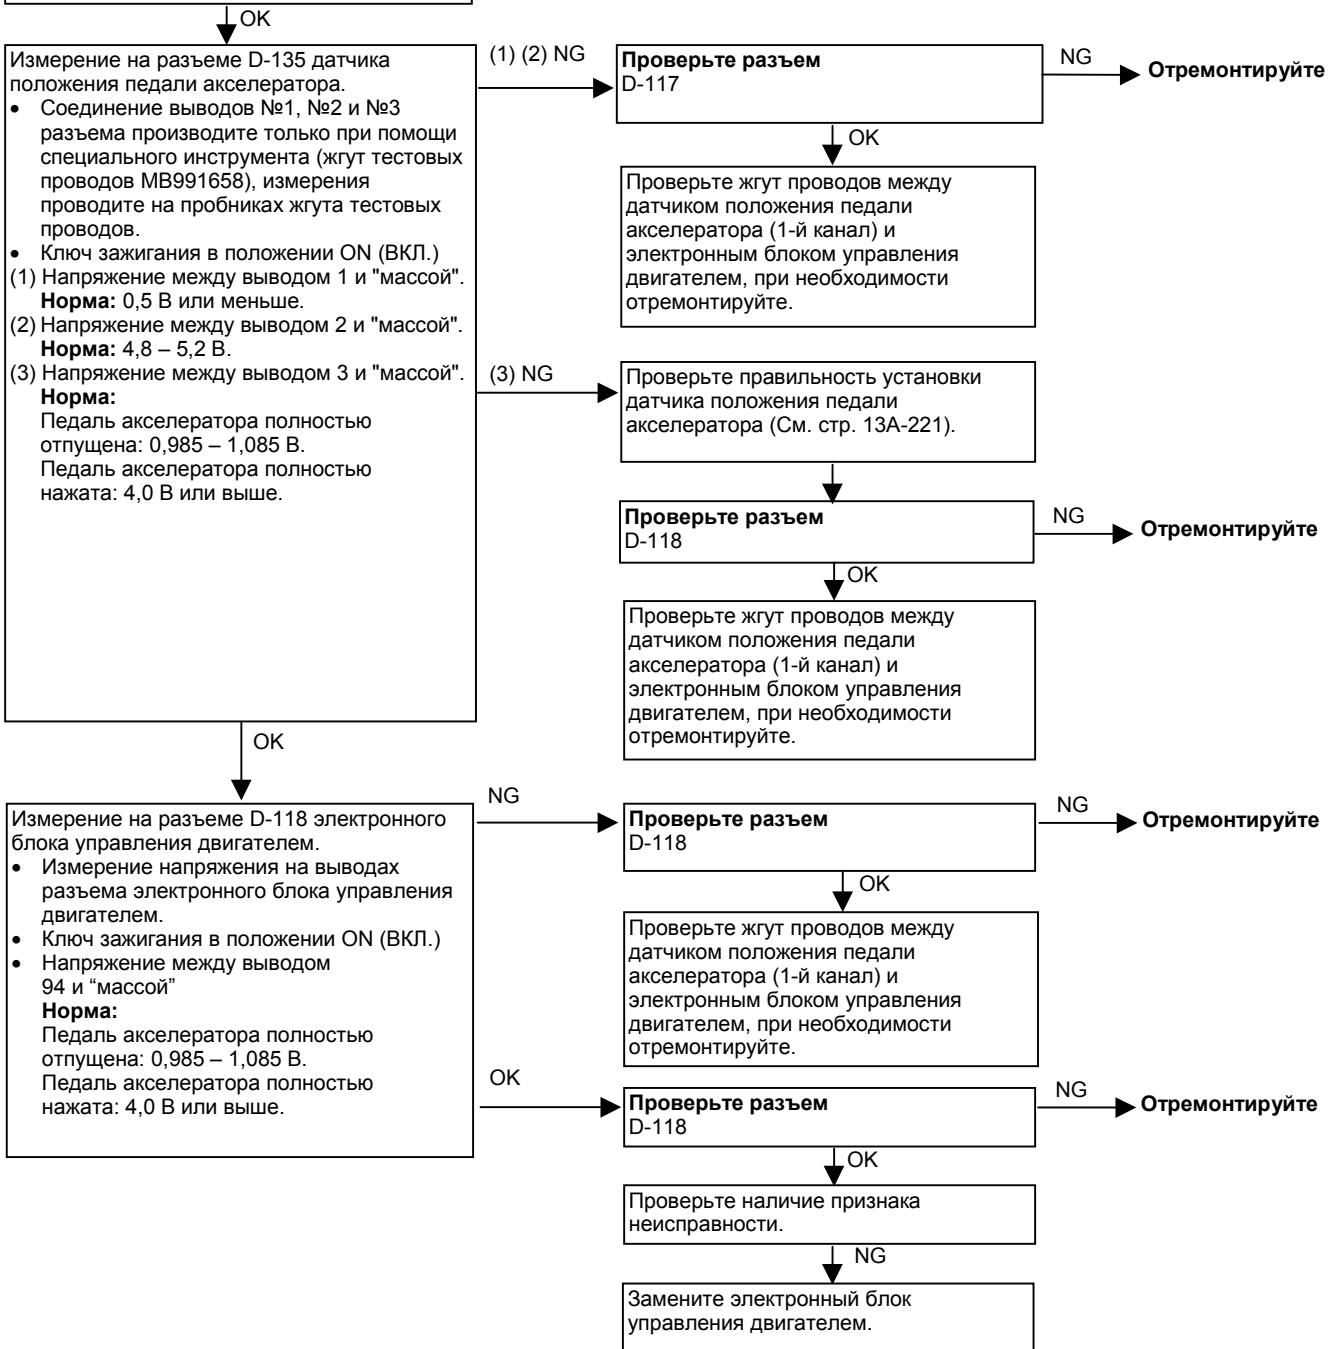 OK
Измерение на разъеме D-135 датчика
положения педали акселератора.
• Соединение выводов №1, №2 и №3
разъема производите только при помощи
специального инструмента (жгут тестовых
проводов MB991658), измерения
проводите на пробниках жгута тестовых
проводов.
• Ключ зажигания в положении ON (ВКЛ.)
(1) Напряжение между выводом 1 и "массой".
Норма: 0,5 В или меньше.
(2) Напряжение между выводом 2 и "массой".
Норма: 4,8 – 5,2 В.
(3) Напряжение между выводом 3 и "массой".
Норма:
Педаль акселератора полностью
отпущена: 0,985 – 1,085 В.
Педаль акселератора полностью
нажата: 4,0 В или выше.
(1) (2) NG
Проверьте разъем
D-117
NG
Отремонтируйте
OK
Проверьте жгут проводов между
датчиком положения педали
акселератора (1-й канал) и
электронным блоком управления
двигателем, при необходимости
отремонтируйте.
(3) NG
Проверьте правильность установки
датчика положения педали
акселератора (См. стр. 13А-221).
Проверьте разъем
D-118
NG
Отремонтируйте
OK
Проверьте жгут проводов между
датчиком положения педали
акселератора (1-й канал) и
электронным блоком управления
двигателем, при необходимости
отремонтируйте.
OK
Измерение на разъеме D-118 электронного
блока управления двигателем.
• Измерение напряжения на выводах
разъема электронного блока управления
двигателем.
• Ключ зажигания в положении ON (ВКЛ.)
• Напряжение между выводом
94 и “массой”
Норма:
Педаль акселератора полностью
отпущена: 0,985 – 1,085 В.
Педаль акселератора полностью
нажата: 4,0 В или выше.
NG
Проверьте разъем
D-118
NG
Отремонтируйте
OK
Проверьте жгут проводов между
датчиком положения педали
акселератора (1-й канал) и
электронным блоком управления
двигателем, при необходимости
отремонтируйте.
OK
Проверьте разъем
D-118
NG
Отремонтируйте
OK
Проверьте наличие признака
неисправности.
NG
Замените электронный блок
управления двигателем.